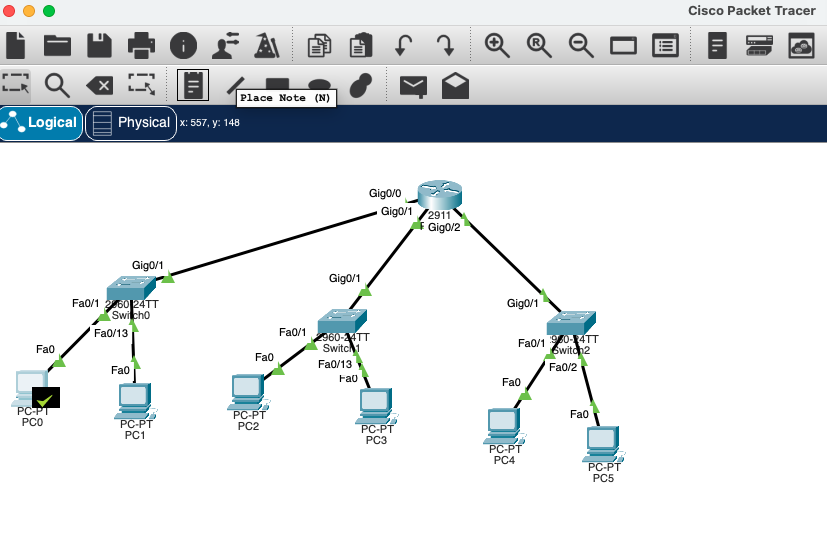 Cisco Packet Tracer
Place Note (N)
Logical
Physical
x: 557, y: 148
Gig0/0
Gig0/1
2911
Gig0/2
Gig0/1
Gig0/1
Gig0/1
Fa0/1
2960-24TT
Switch0
Fa0/13
Fa0/1
2960-24TT
Switch1
Fa0/13
Fa0/1
Switch2
Fa0/2
Fa0
Fa0
Fa0
Fa0
Fa0
Fa0
PC-PT
PC0
PC-PT
PC1
PC-PT
PC2
PC-PT
PC3
PC-PT
PC4
PC-PT
PC5